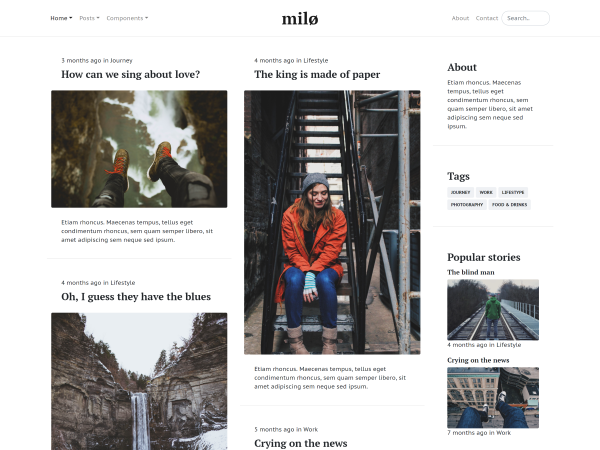 Home Posts Components
milø
About Contact Search..
3 months ago in Journey
How can we sing about love?
Etiam rhoncus. Maecenas tempus, tellus eget
condimentum rhoncus, sem quam semper libero, sit
amet adipiscing sem neque sed ipsum.
4 months ago in Lifestyle
Oh, I guess they have the blues
4 months ago in Lifestyle
The king is made of paper
Etiam rhoncus. Maecenas tempus, tellus eget
condimentum rhoncus, sem quam semper libero, sit
amet adipiscing sem neque sed ipsum.
5 months ago in Work
Crying on the news
About
Etiam rhoncus. Maecenas
tempus, tellus eget
condimentum rhoncus, sem
quam semper libero, sit amet
adipiscing sem neque sed
ipsum.
Tags
JOURNEY WORK LIFESTYPE
PHOTOGRAPHY FOOD & DRINKS
Popular stories
The blind man
4 months ago in Lifestyle
Crying on the news
7 months ago in Work